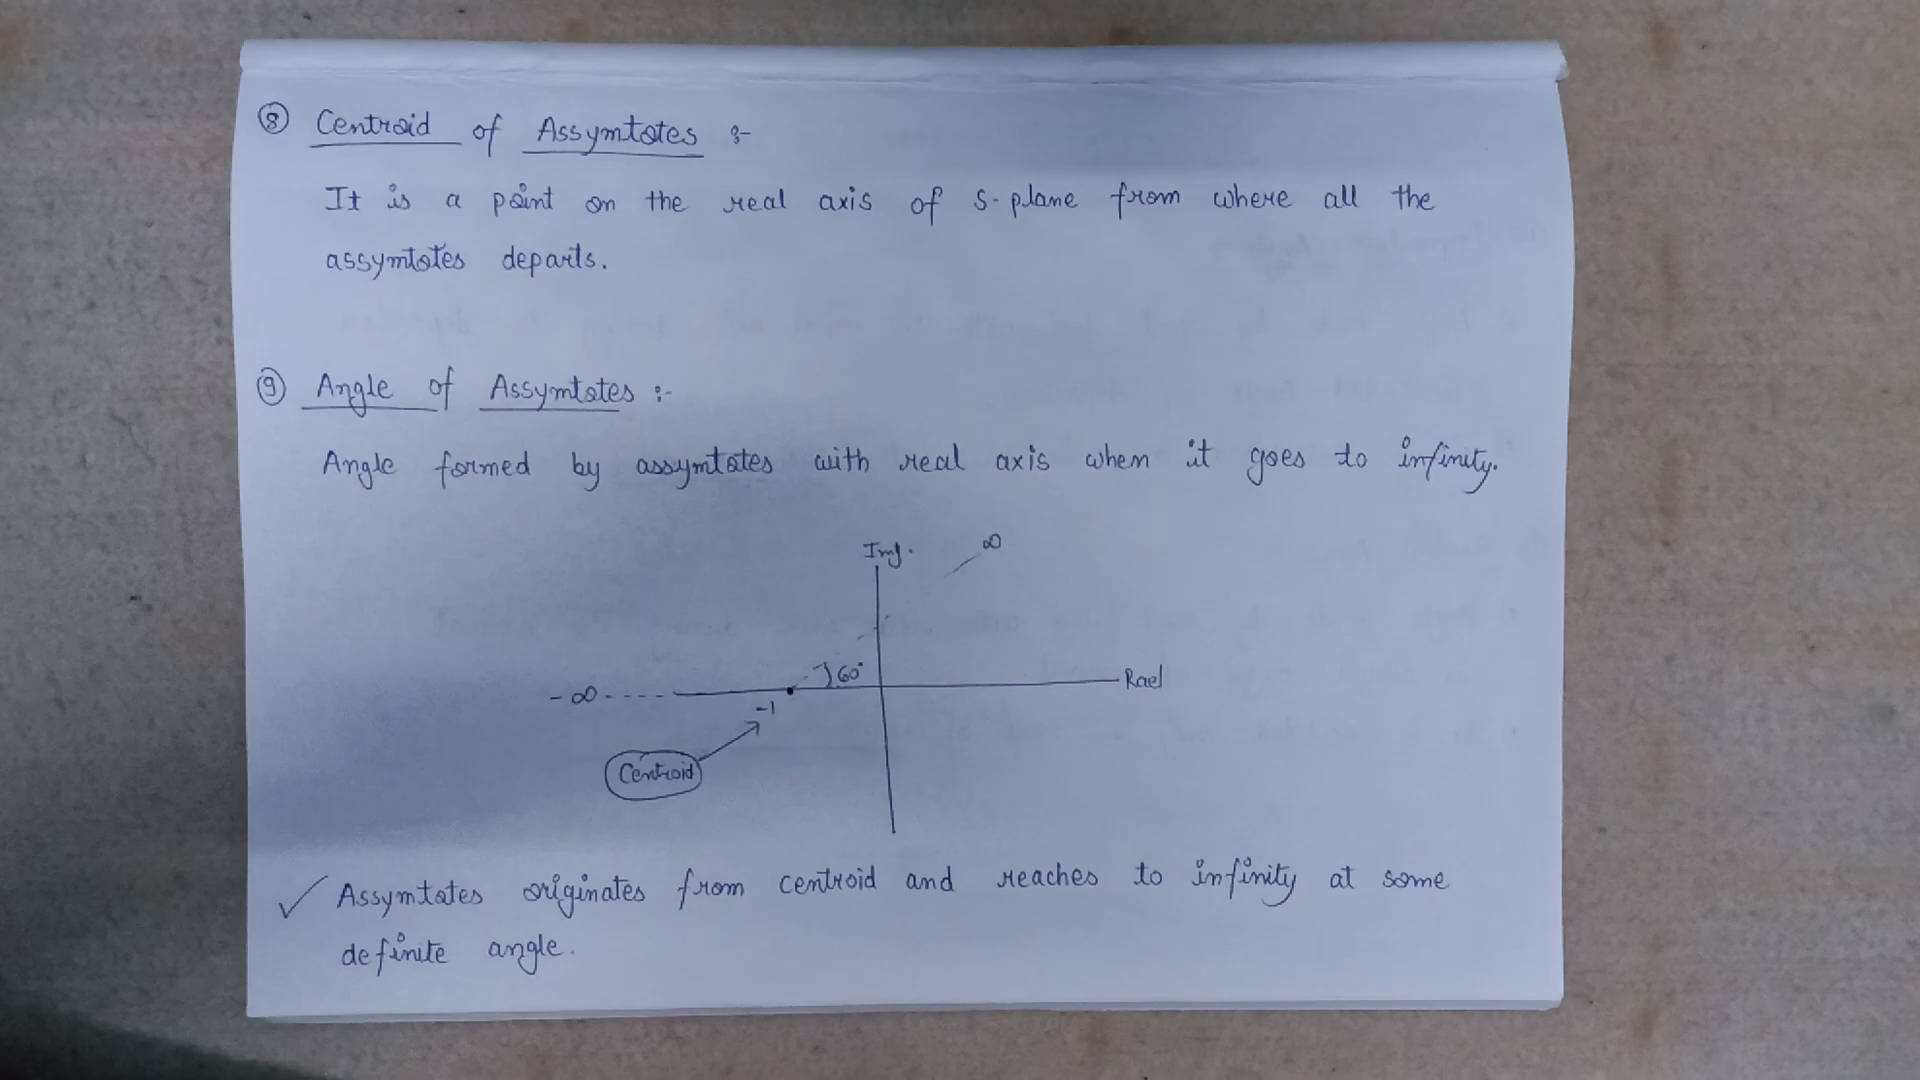 ⑧ Centroid of Assymtotes :-
It is a point on the real axis of s-plane from where all the
assymtotes departs.
⑨ Angle of Assymtotes :-
Angle formed by assymtotes with real axis when it goes to infinity.
Img. ∞
60°
- ∞ Rael
-1
Centroid
✓ Assymtotes originates from centroid and reaches to infinity at some
definite angle.